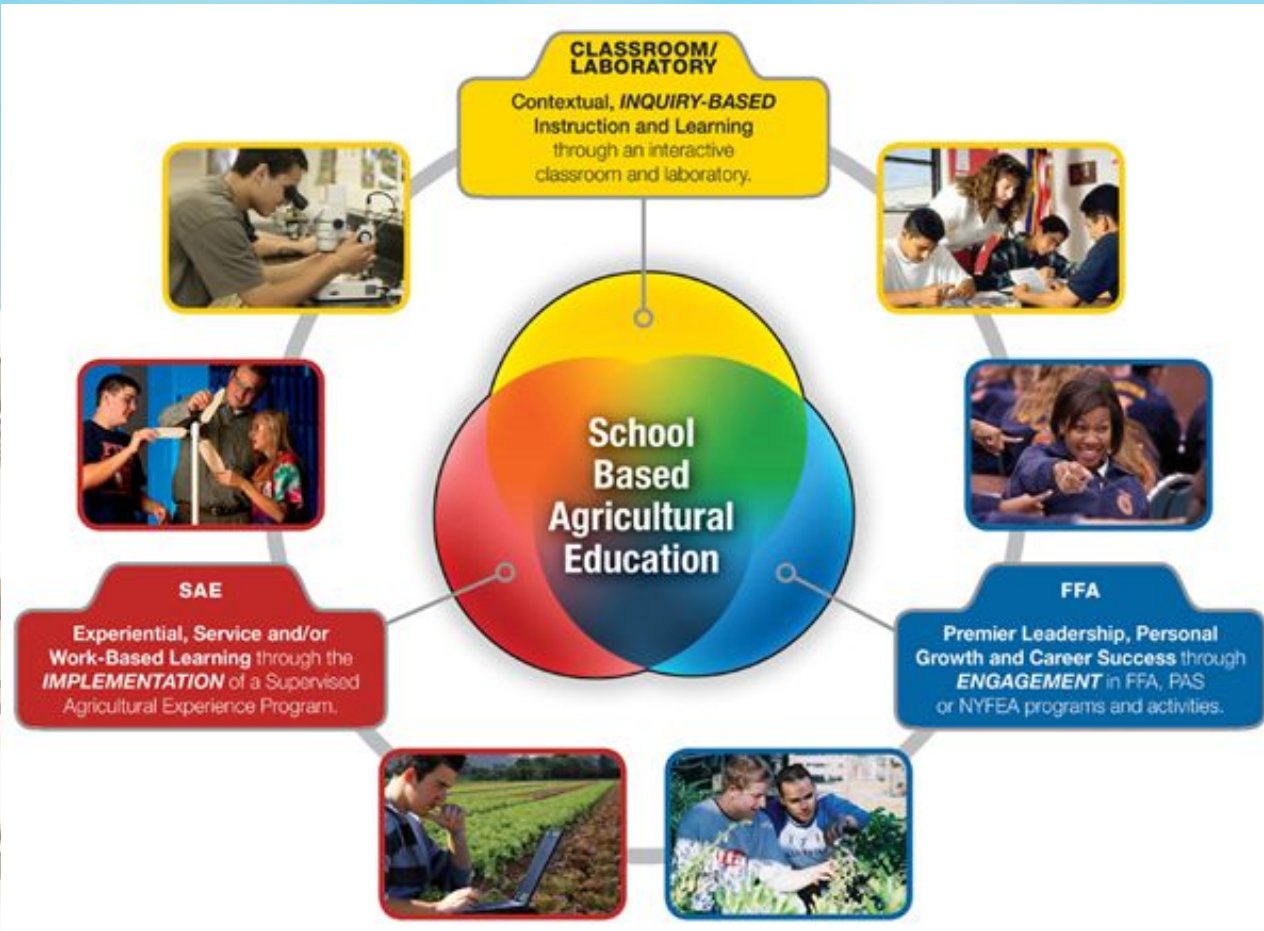 CLASSROOM/
LABORATORY
Contextual, INQUIRY-BASED
Instruction and Learning
through an interactive
classroom and laboratory.
School
Based
Agricultural
Education
SAE
Experiential, Service and/or
Work-Based Learning through the
IMPLEMENTATION of a Supervised
Agricultural Experience Program.
FFA
Premier Leadership, Personal
Growth and Career Success through
ENGAGEMENT in FFA, PAS
or NYFEA programs and activities.